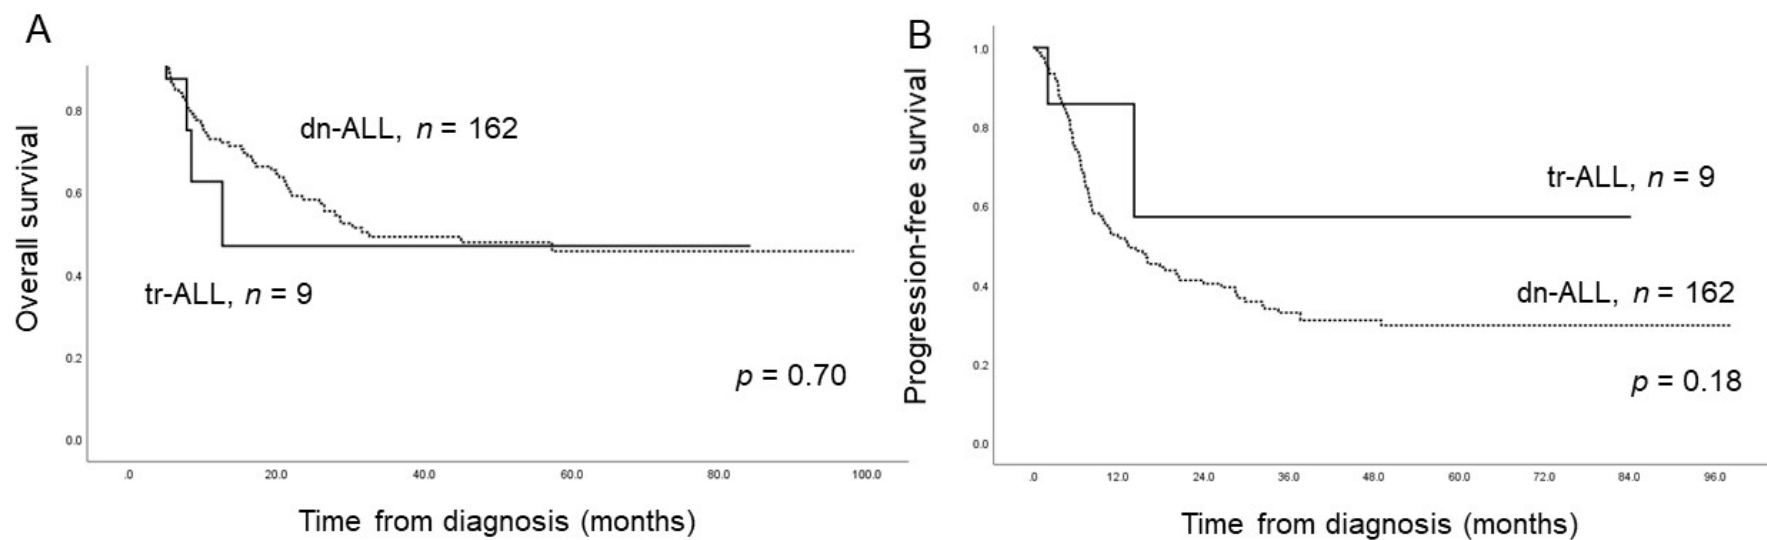 A
Overall survival
0.8
0.6
0.4
0.2
0.0
dn-ALL, n = 162
tr-ALL, n = 9
p = 0.70
.0 20.0 40.0 60.0 80.0 100.0
Time from diagnosis (months)
B
Progression-free survival
1.0
0.8
0.6
0.4
0.2
0.0
tr-ALL, n = 9
dn-ALL, n = 162
p = 0.18
.0 12.0 24.0 36.0 48.0 60.0 72.0 84.0 96.0
Time from diagnosis (months)